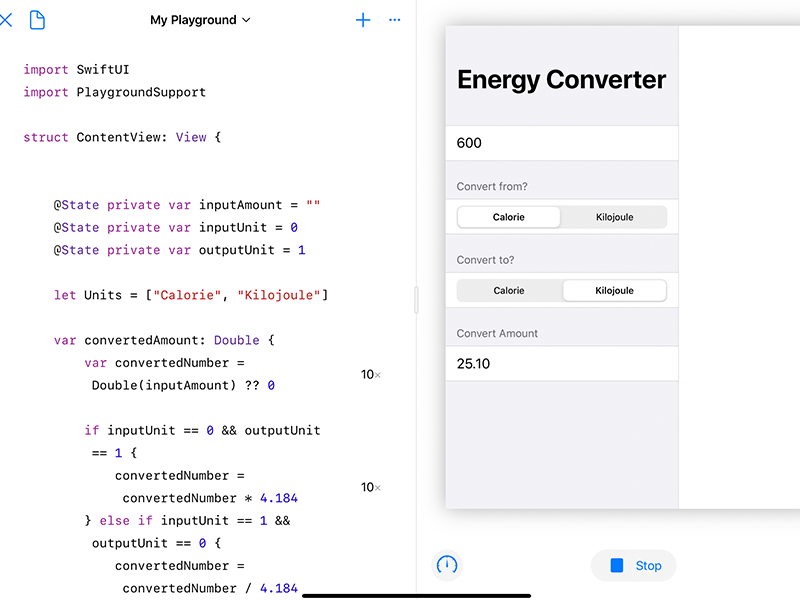 My Playground
import SwiftUI
import PlaygroundSupport
struct ContentView: View {
@State private var inputAmount = ""
@State private var inputUnit = 0
@State private var outputUnit = 1
let Units = ["Calorie", "Kilojoule"]
var convertedAmount: Double {
var convertedNumber =
Double(inputAmount) ?? 0
10×
if inputUnit == 0 && outputUnit
== 1 {
convertedNumber =
convertedNumber * 4.184
10×
} else if inputUnit == 1 &&
outputUnit == 0 {
convertedNumber =
convertedNumber / 4.184
Energy Converter
600
Convert from?
Calorie Kilojoule
Convert to?
Calorie Kilojoule
Convert Amount
25.10
Stop